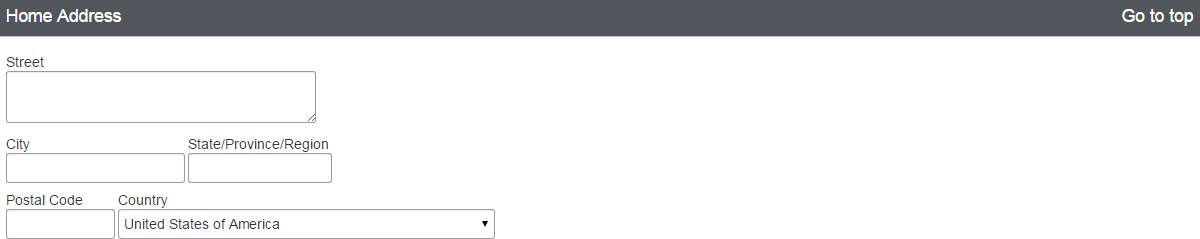 Home Address Go to top
Street
City State/Province/Region
Postal Code Country
United States of America